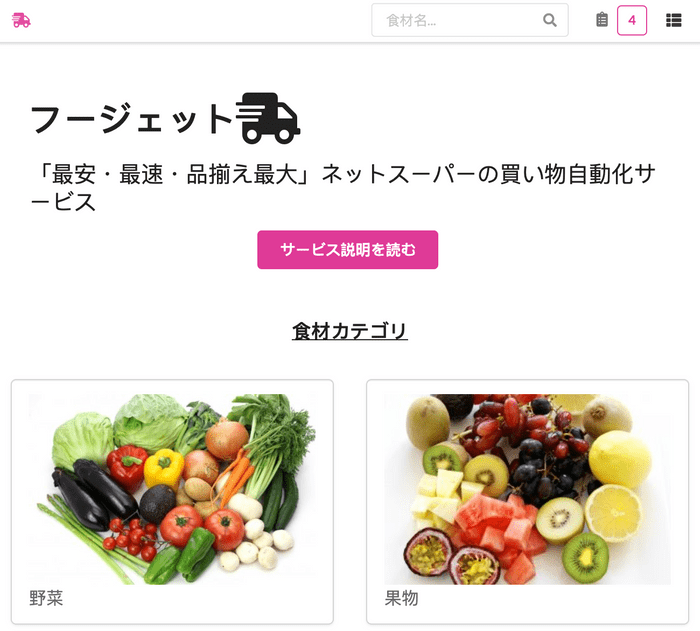 食材名...
4
フージェット
「最安・最速・品揃え最大」ネットスーパーの買い物自動化サ
ービス
サービス説明を読む
食材カテゴリ
野菜
果物